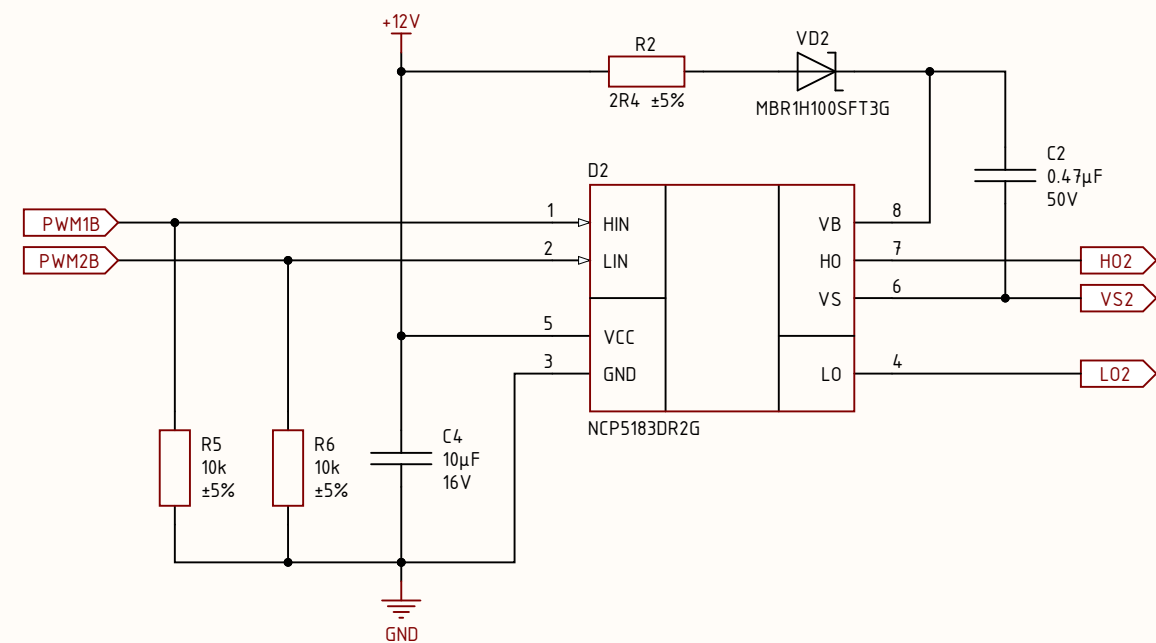 +12V
R2
2R4 ±5%
VD2
MBR1H100SFT3G
C2
0.47µF
50V
D2
PWM1B
PWM2B
1
2
5
3
HIN
LIN
VCC
GND
VB
HO
VS
LO
8
7
6
4
HO2
VS2
LO2
NCP5183DR2G
R5
10k
±5%
R6
10k
±5%
C4
10µF
16V
GND